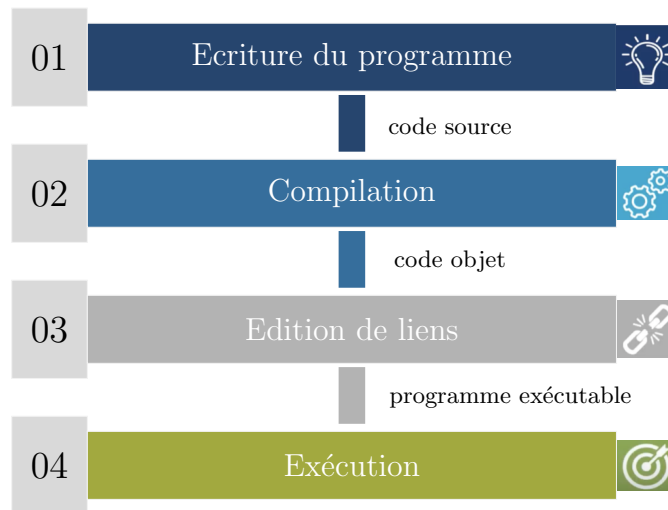 01 Ecriture du programme
code source
02 Compilation
code objet
03 Edition de liens
programme exécutable
04 Exécution